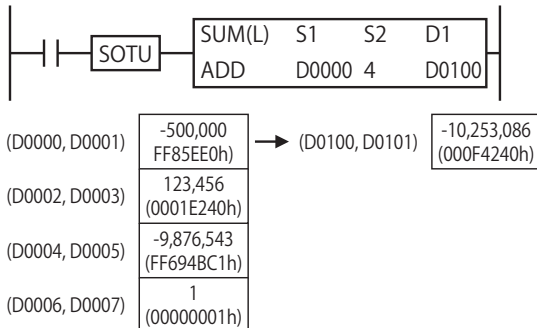 SUM(L) S1 S2 D1
SOTU
ADD D0000 4 D0100
(D0000, D0001) -500,000 FF85EE0h) (D0100, D0101) -10,253,086 (000F4240h)
(D0002, D0003) 123,456 (0001E240h)
(D0004, D0005) -9,876,543 (FF694BC1h)
(D0006, D0007) 1 (00000001h)